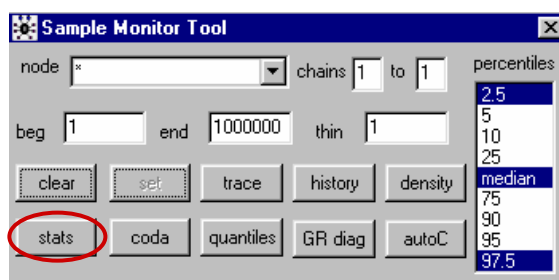 Sample Monitor Tool
node * chains 1 to 1 percentiles
2.5
5
10
25
median
75
90
95
97.5
beg 1 end 1000000 thin 1
clear set trace history density
stats coda quantiles GR diag autoC